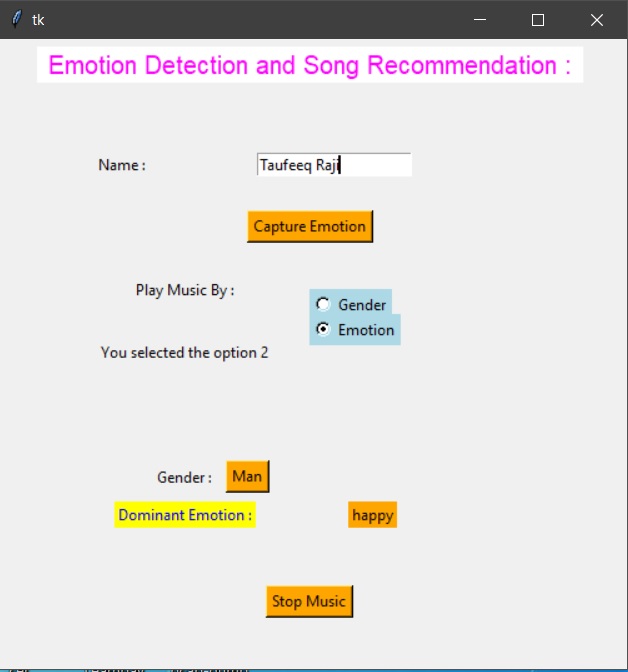 tk
Emotion Detection and Song Recommendation :
Name : Taufeeq Raji
Capture Emotion
Play Music By :
Gender
Emotion
You selected the option 2
Gender : Man
Dominant Emotion : happy
Stop Music